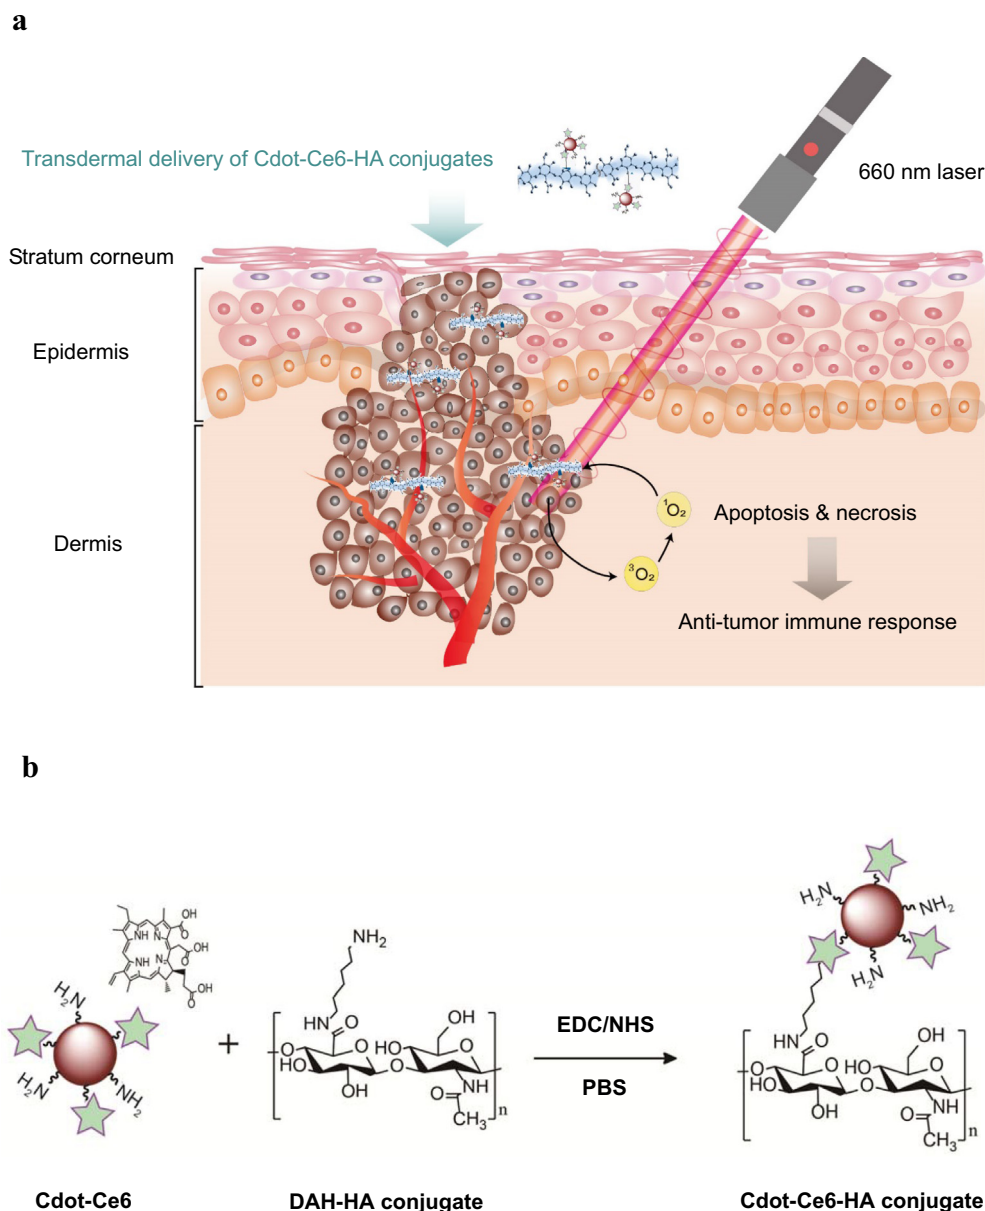 a
Transdermal delivery of Cdot-Ce6-HA conjugates
660 nm laser
Stratum corneum
Epidermis
Dermis
¹O₂
³O₂
Apoptosis & necrosis
Anti-tumor immune response
b
OH
O
OH
O
OH
O
NH
N
N
HN
H₂N
H₂N
NH₂
+
NH₂
HN
O
O
HO
OH
O
OH
HO
O
O
NH
O
CH₃
n
EDC/NHS
PBS
H₂N
NH₂
H₂N
HN
O
O
HO
OH
O
OH
HO
O
O
NH
O
CH₃
n
Cdot-Ce6
DAH-HA conjugate
Cdot-Ce6-HA conjugate